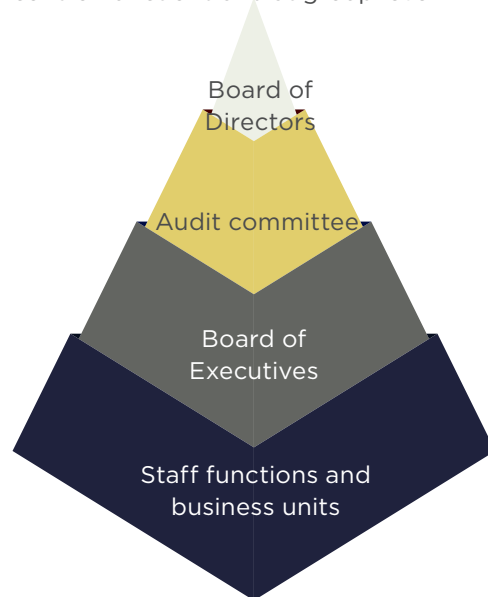 Board of
Directors
Audit committee
Board of
Executives
Staff functions and
business units